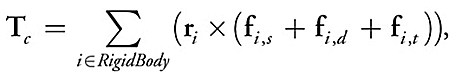 T_c = ∑_{i∈RigidBody} (r_i × (f_{i,s} + f_{i,d} + f_{i,t})),